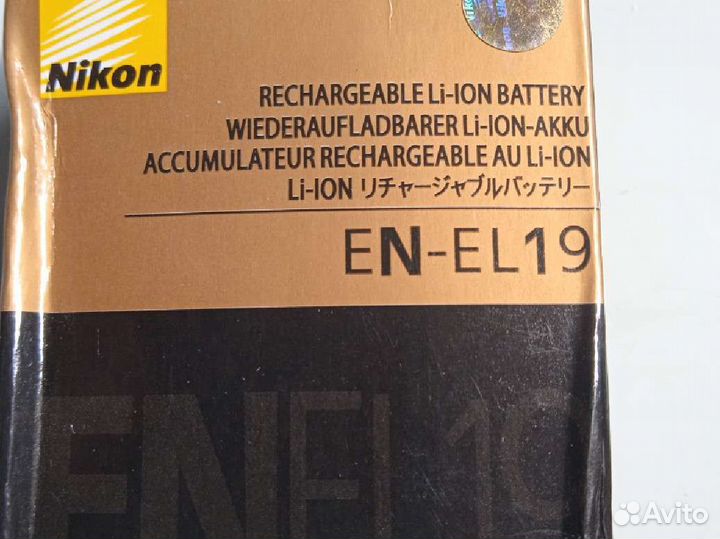 Nikon
RECHARGEABLE Li-ION BATTERY
WIEDERAUFLADBARER Li-ION-AKKU
ACCUMULATEUR RECHARGEABLE AU Li-ION
Li-ION リチャージャブルバッテリー
EN-EL19
ENEL19
Avito